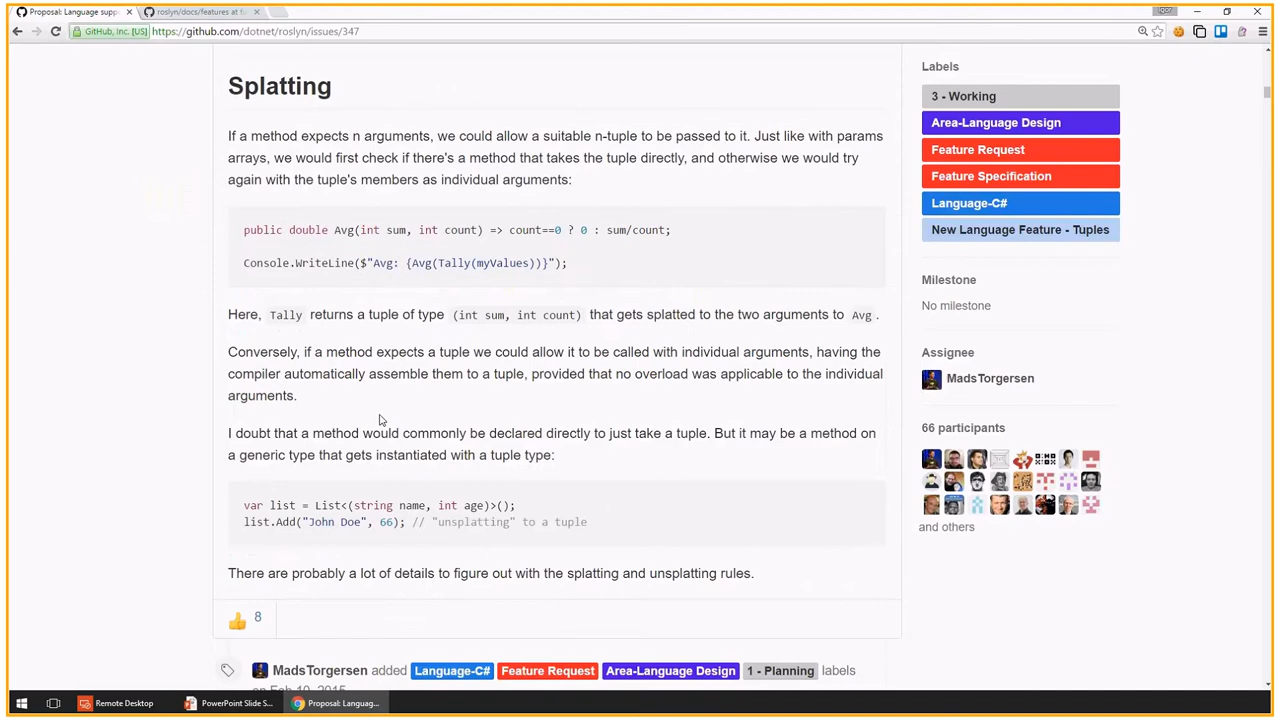 Proposal: Language supp
roslyn/docs/features at fu
Igor
GitHub, Inc. [US]
https://github.com/dotnet/roslyn/issues/347
Splatting
If a method expects n arguments, we could allow a suitable n-tuple to be passed to it. Just like with params
arrays, we would first check if there's a method that takes the tuple directly, and otherwise we would try
again with the tuple's members as individual arguments:
public double Avg(int sum, int count) => count==0 ? 0 : sum/count;
Console.WriteLine($"Avg: {Avg(Tally(myValues))}");
Here, Tally returns a tuple of type (int sum, int count) that gets splatted to the two arguments to Avg .
Conversely, if a method expects a tuple we could allow it to be called with individual arguments, having the
compiler automatically assemble them to a tuple, provided that no overload was applicable to the individual
arguments.
I doubt that a method would commonly be declared directly to just take a tuple. But it may be a method on
a generic type that gets instantiated with a tuple type:
var list = List<(string name, int age)>();
list.Add("John Doe", 66); // "unsplatting" to a tuple
There are probably a lot of details to figure out with the splatting and unsplatting rules.
8
MadsTorgersen added Language-C# Feature Request Area-Language Design 1 - Planning labels
on Feb 10, 2015
Labels
3 - Working
Area-Language Design
Feature Request
Feature Specification
Language-C#
New Language Feature - Tuples
Milestone
No milestone
Assignee
MadsTorgersen
66 participants
and others
Remote Desktop
PowerPoint Slide S...
Proposal: Languag...